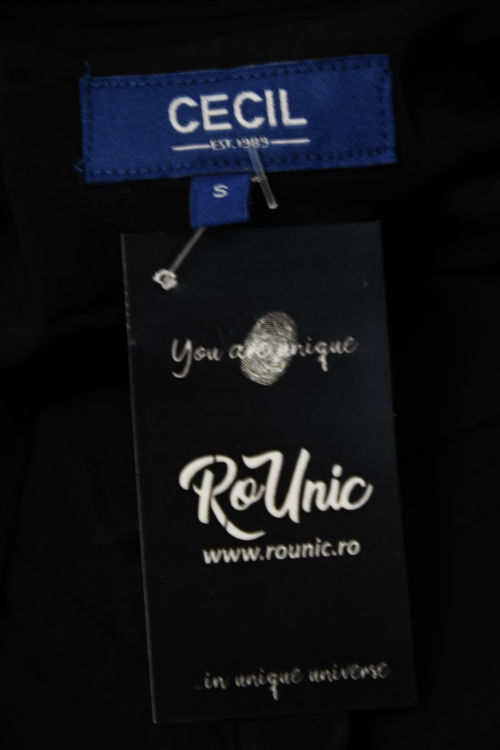 CECIL
EST.1989
S
You are unique
RoUnic
www.rounic.ro
...in unique universe